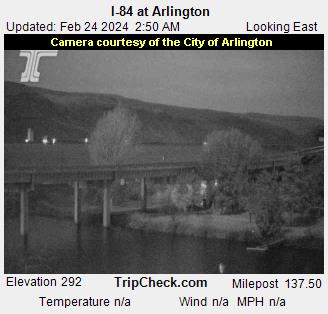 I-84 at Arlington
Updated: Feb 24 2024 2:50 AM Looking East
Camera courtesy of the City of Arlington
Elevation 292 TripCheck.com Milepost 137.50
Temperature n/a Wind n/a MPH n/a